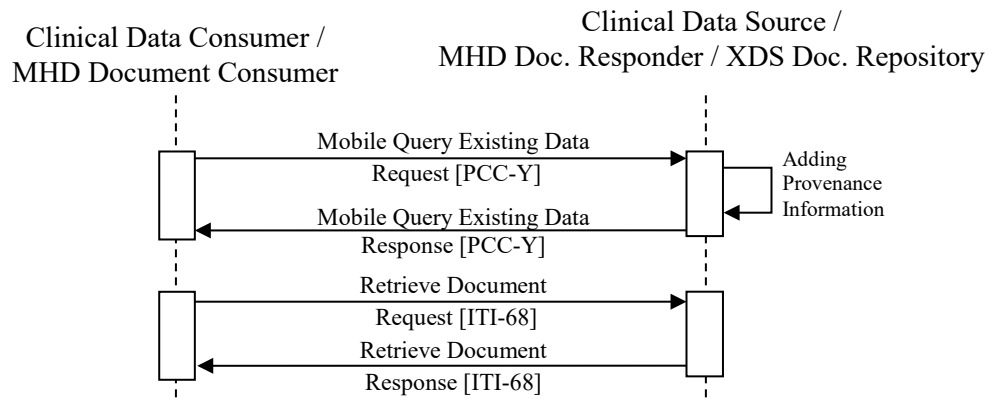 Clinical Data Consumer /
MHD Document Consumer
Clinical Data Source /
MHD Doc. Responder / XDS Doc. Repository
Mobile Query Existing Data
Request [PCC-Y]
Adding
Provenance
Information
Mobile Query Existing Data
Response [PCC-Y]
Retrieve Document
Request [ITI-68]
Retrieve Document
Response [ITI-68]